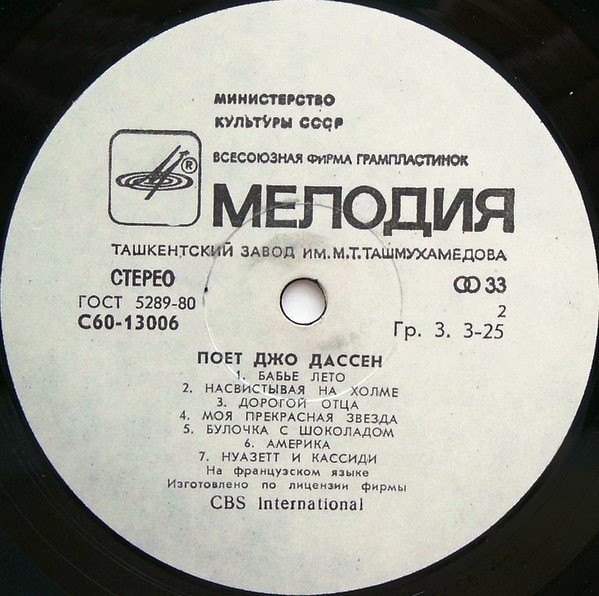 МИНИСТЕРСТВО
КУЛЬТУРЫ СССР
ВСЕСОЮЗНАЯ ФИРМА ГРАМПЛАСТИНОК
®
МЕЛОДИЯ
ТАШКЕНТСКИЙ ЗАВОД ИМ. М. Т. ТАШМУХАМЕДОВА
СТЕРЕО 33
ГОСТ 5289-80 2
С60-13006 Гр. 3. 3-25
ПОЕТ ДЖО ДАССЕН
1. БАБЬЕ ЛЕТО
2. НАСВИСТЫВАЯ НА ХОЛМЕ
3. ДОРОГОЙ ОТЦА
4. МОЯ ПРЕКРАСНАЯ ЗВЕЗДА
5. БУЛОЧКА С ШОКОЛАДОМ
6. АМЕРИКА
7. НУАЗЕТТ И КАССИДИ
На французском языке
Изготовлено по лицензии фирмы
CBS International